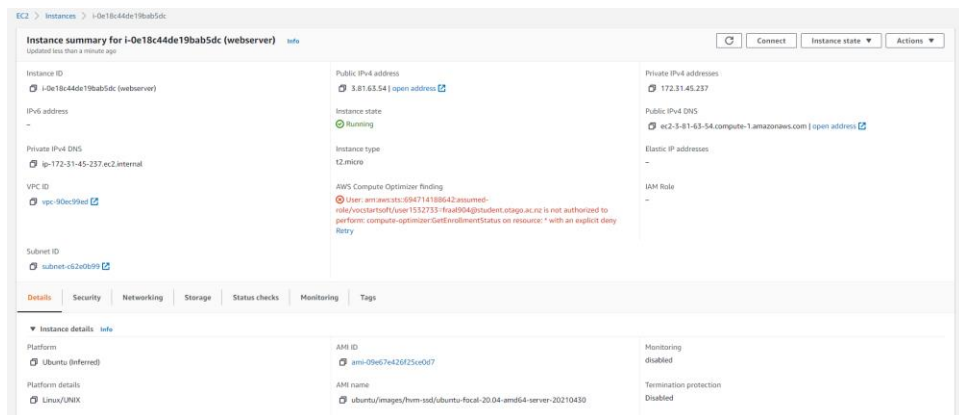 EC2 > Instances > i-0e18c44de19bab5dc
Instance summary for i-0e18c44de19bab5dc (webserver) Info
Updated less than a minute ago
Connect
Instance state ▼
Actions ▼
Instance ID
i-0e18c44de19bab5dc (webserver)
Public IPv4 address
3.81.63.54 | open address
Private IPv4 addresses
172.31.45.237
IPv6 address
–
Instance state
Running
Public IPv4 DNS
ec2-3-81-63-54.compute-1.amazonaws.com | open address
Private IPv4 DNS
ip-172-31-45-237.ec2.internal
Instance type
t2.micro
Elastic IP addresses
–
VPC ID
vpc-90ec99ed
AWS Compute Optimizer finding
User: arn:aws:sts::694714188642:assumed-
role/vocstartsoft/user1532733=fraal904@student.otago.ac.nz is not authorized to
perform: compute-optimizer:GetEnrollmentStatus on resource: * with an explicit deny
Retry
IAM Role
–
Subnet ID
subnet-c62e0b99
Details
Security
Networking
Storage
Status checks
Monitoring
Tags
▼ Instance details Info
Platform
Ubuntu (Inferred)
AMI ID
ami-09e67e426f25ce0d7
Monitoring
disabled
Platform details
Linux/UNIX
AMI name
ubuntu/images/hvm-ssd/ubuntu-focal-20.04-amd64-server-20210430
Termination protection
Disabled